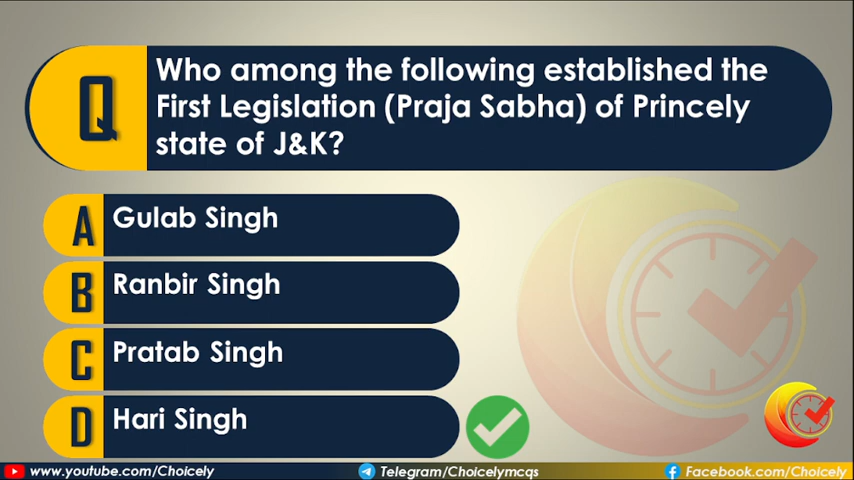 Q
Who among the following established the
First Legislation (Praja Sabha) of Princely
state of J&K?
A Gulab Singh
B Ranbir Singh
C Pratab Singh
D Hari Singh
www.youtube.com/Choicely Telegram/Choicelymcqs Facebook.com/Choicely